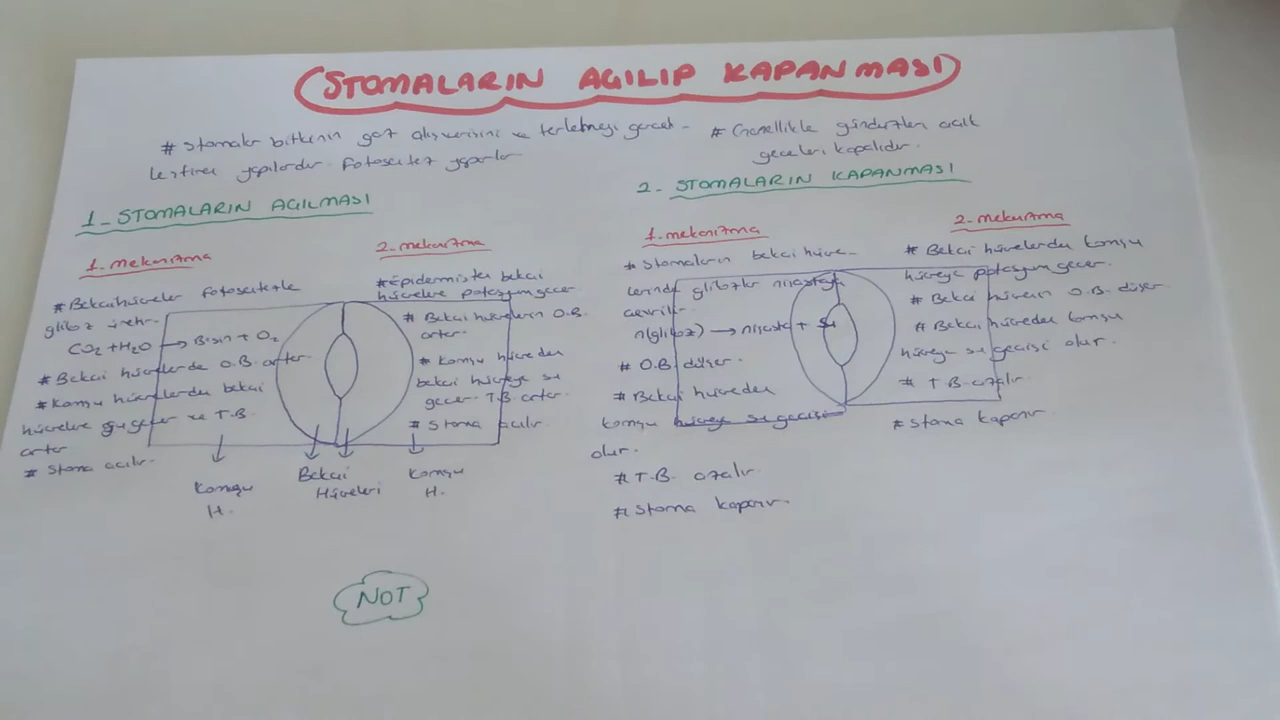 STOMALARIN AÇILIP KAPANMASI
# Stomalar bitkinin gaz alışverisini ve terlemeyi gerçek-
leştiren yapılardır. Fotosentez yaparlar
# Genellikle gündüzleri açık
geceleri kapalıdır.
1- STOMALARIN AÇILMASI
1. mekanizma
# Bekçi hücreler fotosentezle
glikoz üretir.
CO2 + H2O → Besin + O2
# Bekçi hücrelerde O.B. artar.
# Komşu hücrelerden bekçi
hücrelere su geçer ve T.B.
artar
# Stoma açılır.
2. mekanizma
# Epidermisten bekçi
hücrelere potasyum geçer
# Bekçi hücrelerin O.B.
artar.
# Komşu hücreden
bekçi hücreye su
geçer. T.B. artar.
# Stoma açılır.
Komşu
H.
Bekçi
Hücreleri
Komşu
H.
2- STOMALARIN KAPANMASI
1. mekanizma
# Stomaların bekçi hücre-
lerinde glikozlar nişastaya
çevrilir.
n(glikoz) → nişasta + Su
# O.B. düşer.
# Bekçi hücreden
komşu hücreye su geçişi
olur.
# T.B. azalır.
# Stoma kapanır.
2. mekanizma
# Bekçi hücrelerden komşu
hücreye potasyum geçer.
# Bekçi hücrenin O.B. düşer
# Bekçi hücreden komşu
hücreye su geçişi olur.
# T.B. azalır
# Stoma kapanır
NOT